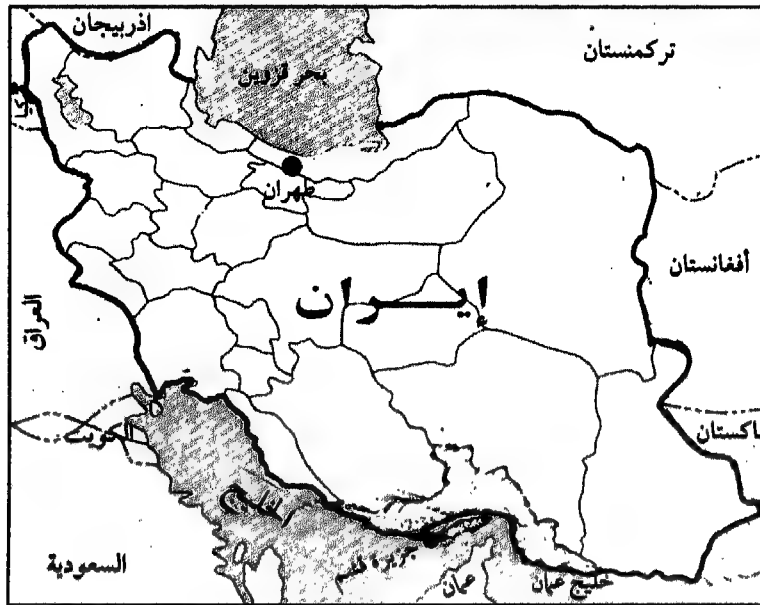 اذربيجان
تركمنستان
بحر قزوين
طهران
أفغانستان
إيران
العراق
الكويت
باكستان
الخليج
السعودية
جزيرة قشم
عمان
خليج عمان